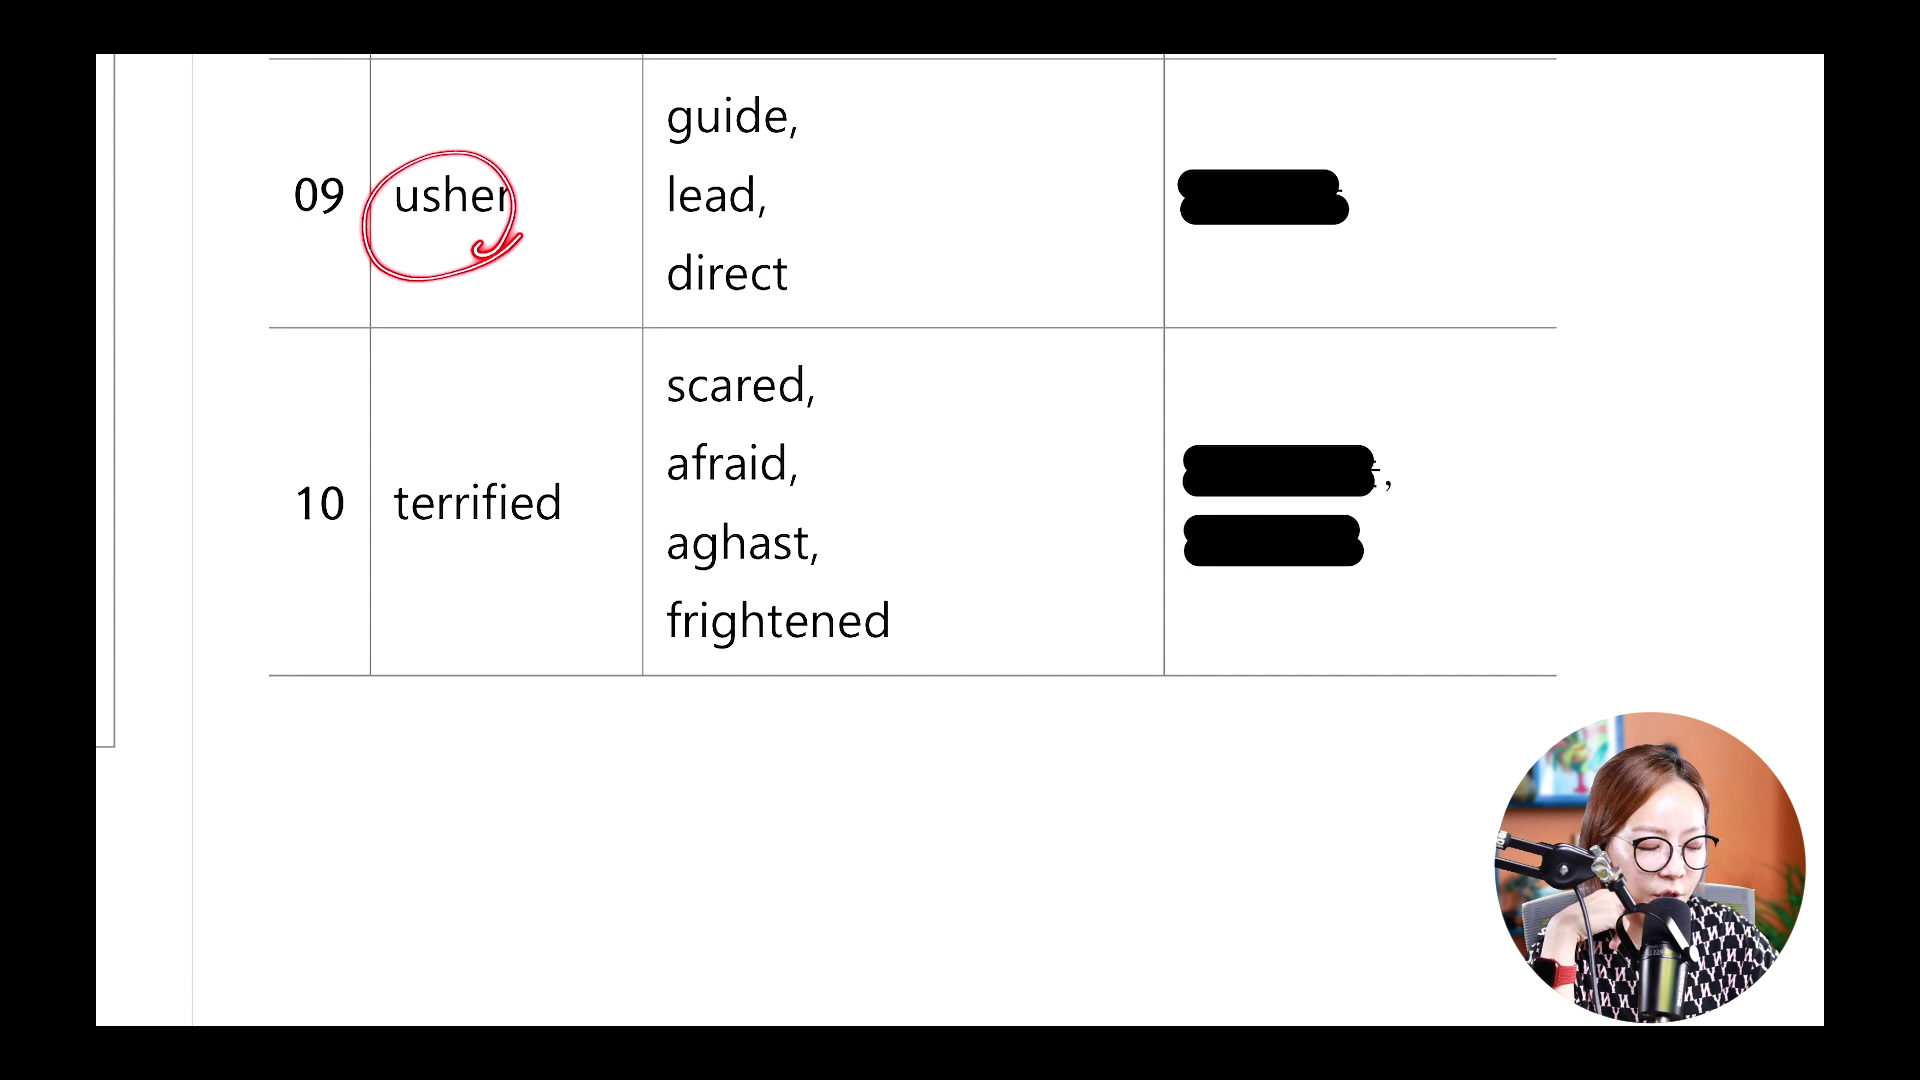 09
usher
guide,
lead,
direct
10
terrified
scared,
afraid,
aghast,
frightened